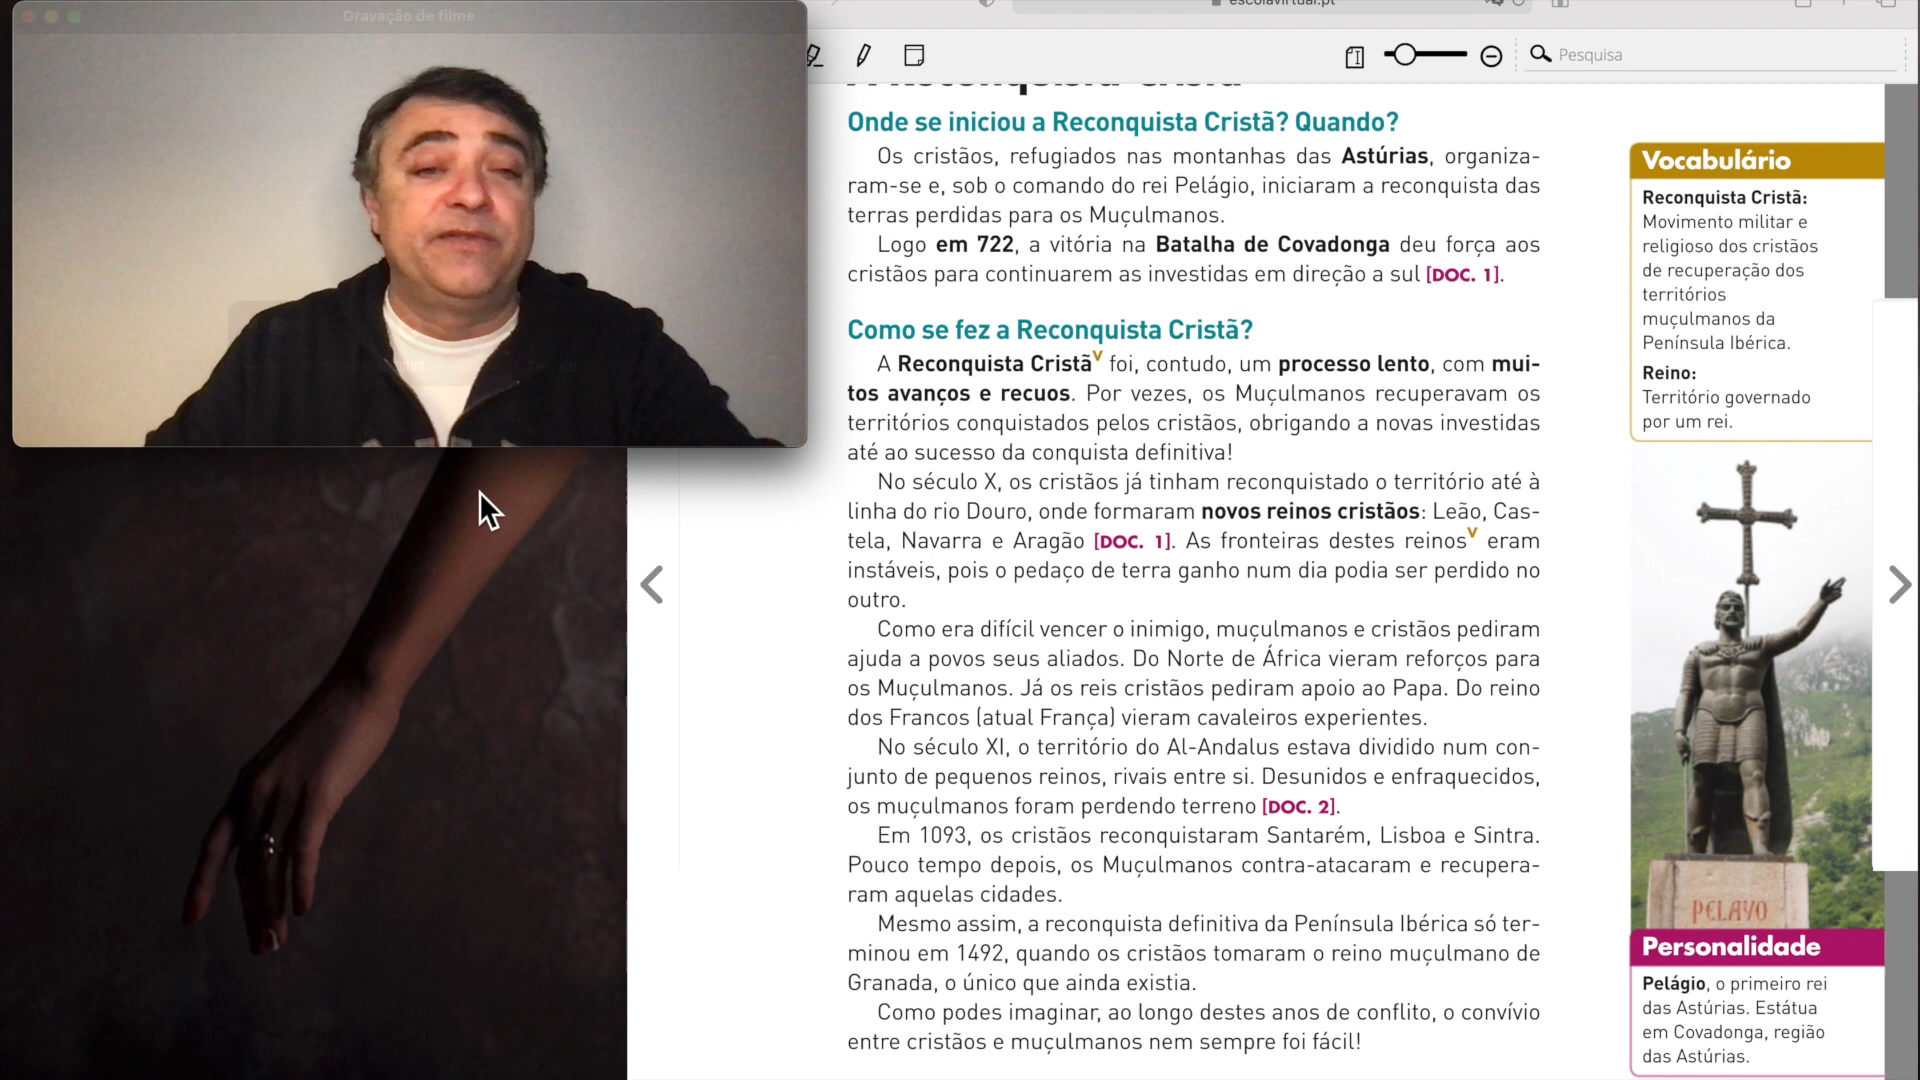 Gravação de filme
escolavirtual.pt
Pesquisa
A Reconquista Cristã
Onde se iniciou a Reconquista Cristã? Quando?
Os cristãos, refugiados nas montanhas das Astúrias, organiza-
ram-se e, sob o comando do rei Pelágio, iniciaram a reconquista das
terras perdidas para os Muçulmanos.
Logo em 722, a vitória na Batalha de Covadonga deu força aos
cristãos para continuarem as investidas em direção a sul [DOC. 1].
Como se fez a Reconquista Cristã?
A Reconquista Cristãᵛ foi, contudo, um processo lento, com mui-
tos avanços e recuos. Por vezes, os Muçulmanos recuperavam os
territórios conquistados pelos cristãos, obrigando a novas investidas
até ao sucesso da conquista definitiva!
No século X, os cristãos já tinham reconquistado o território até à
linha do rio Douro, onde formaram novos reinos cristãos: Leão, Cas-
tela, Navarra e Aragão [DOC. 1]. As fronteiras destes reinosᵛ eram
instáveis, pois o pedaço de terra ganho num dia podia ser perdido no
outro.
Como era difícil vencer o inimigo, muçulmanos e cristãos pediram
ajuda a povos seus aliados. Do Norte de África vieram reforços para
os Muçulmanos. Já os reis cristãos pediram apoio ao Papa. Do reino
dos Francos (atual França) vieram cavaleiros experientes.
No século XI, o território do Al-Andalus estava dividido num con-
junto de pequenos reinos, rivais entre si. Desunidos e enfraquecidos,
os muçulmanos foram perdendo terreno [DOC. 2].
Em 1093, os cristãos reconquistaram Santarém, Lisboa e Sintra.
Pouco tempo depois, os Muçulmanos contra-atacaram e recupera-
ram aquelas cidades.
Mesmo assim, a reconquista definitiva da Península Ibérica só ter-
minou em 1492, quando os cristãos tomaram o reino muçulmano de
Granada, o único que ainda existia.
Como podes imaginar, ao longo destes anos de conflito, o convívio
entre cristãos e muçulmanos nem sempre foi fácil!
Vocabulário
Reconquista Cristã:
Movimento militar e
religioso dos cristãos
de recuperação dos
territórios
muçulmanos da
Península Ibérica.
Reino:
Território governado
por um rei.
PELAYO
Personalidade
Pelágio, o primeiro rei
das Astúrias. Estátua
em Covadonga, região
das Astúrias.